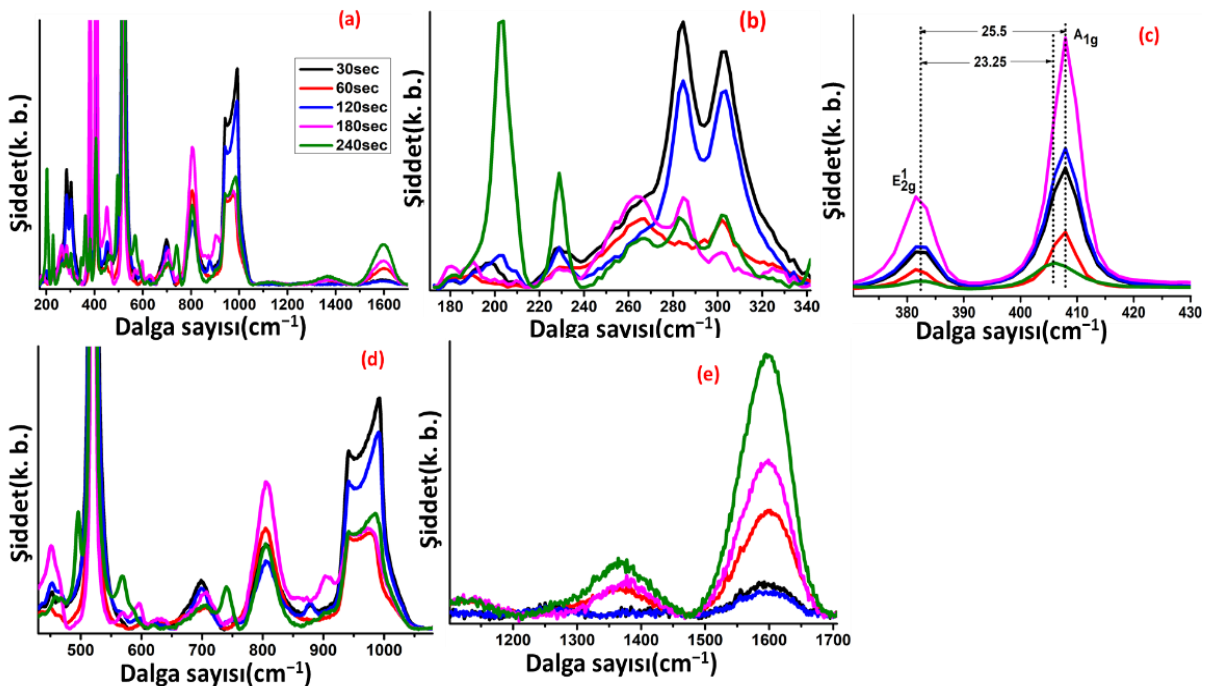 (a)
Şiddet(k. b.)
30sec
60sec
120sec
180sec
240sec
200 400 600 800 1000 1200 1400 1600
Dalga sayısı(cm⁻¹)
(b)
Şiddet(k. b.)
180 200 220 240 260 280 300 320 340
Dalga sayısı(cm⁻¹)
(c)
25.5
A1g
23.25
E¹2g
Şiddet(k. b.)
380 390 400 410 420 430
Dalga sayısı(cm⁻¹)
(d)
Şiddet(k. b.)
500 600 700 800 900 1000
Dalga sayısı(cm⁻¹)
(e)
Şiddet(k. b.)
1200 1300 1400 1500 1600 1700
Dalga sayısı(cm⁻¹)